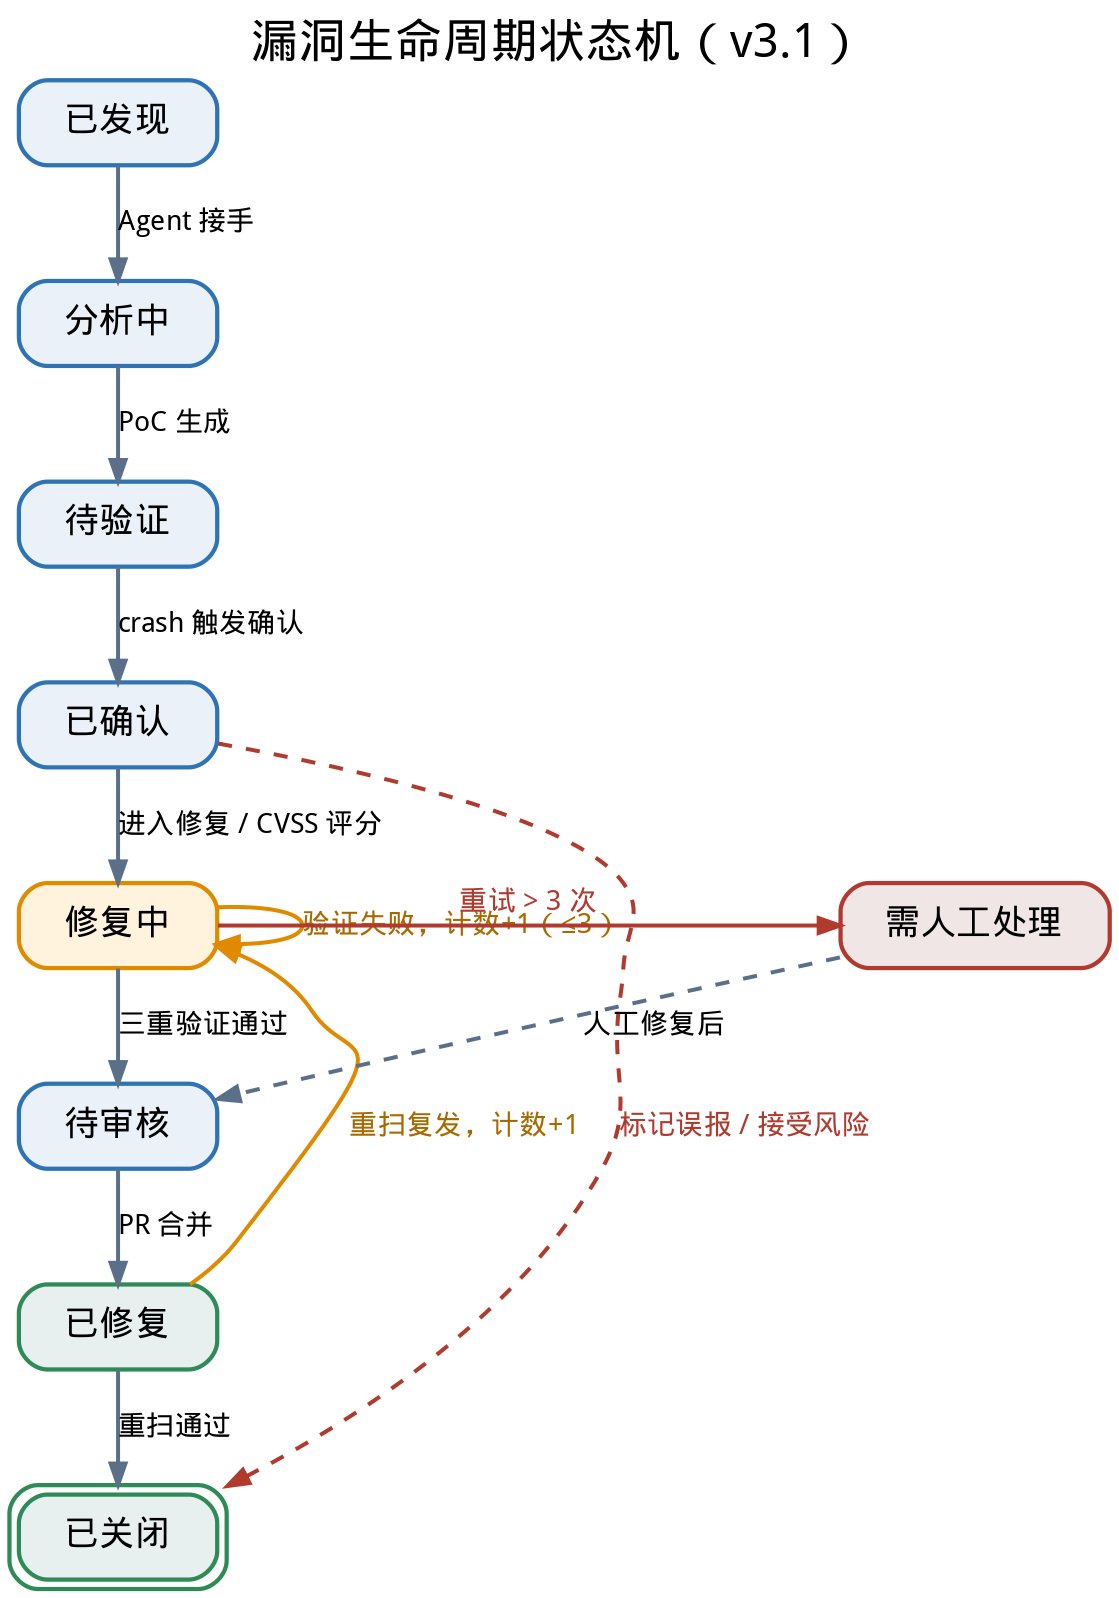 漏洞生命周期状态机（v3.1）
已发现
Agent 接手
分析中
PoC 生成
待验证
crash 触发确认
已确认
进入修复 / CVSS 评分
重试 > 3 次
修复中
验证失败，计数+1（≤3）
需人工处理
三重验证通过
人工修复后
待审核
重扫复发，计数+1
标记误报 / 接受风险
PR 合并
已修复
重扫通过
已关闭